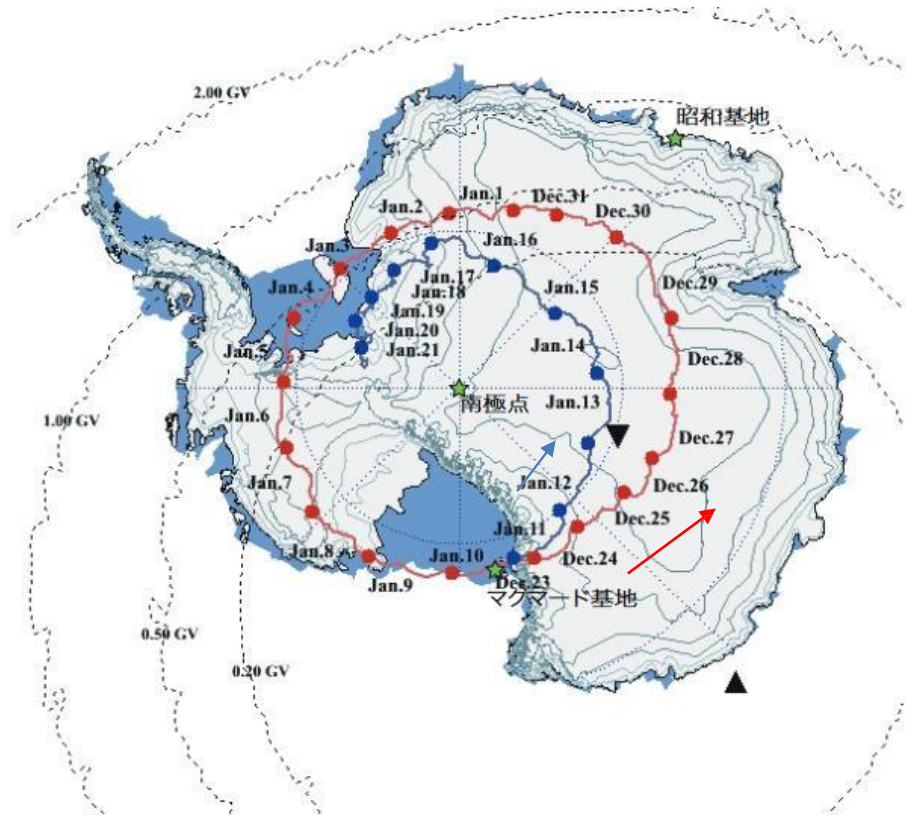 2.00 GV
昭和基地
Jan.1
Dec.31
Jan.2
Dec.30
Jan.3
Jan.16
Jan.17
Dec.29
Jan.4
Jan.18
Jan.15
Jan.19
Jan.20
Jan.5
Jan.21
Jan.14
Dec.28
南極点
Jan.13
Jan.6
1.00 GV
Dec.27
Jan.7
Jan.12
Dec.26
Dec.25
Jan.11
Jan.8
Jan.10
Dec.24
Jan.9
Dec.23
マクマード基地
0.50 GV
0.20 GV